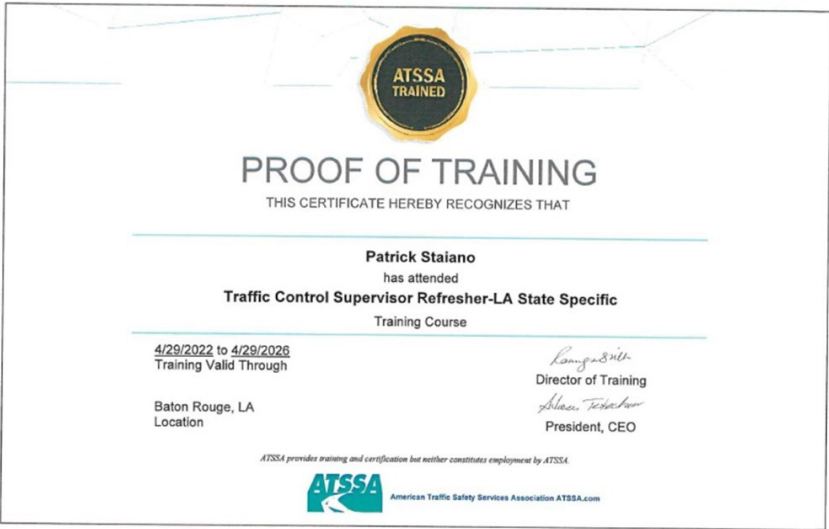 ATSSA
TRAINED
PROOF OF TRAINING
THIS CERTIFICATE HEREBY RECOGNIZES THAT
Patrick Staiano
has attended
Traffic Control Supervisor Refresher-LA State Specific
Training Course
4/29/2022 to 4/29/2026
Training Valid Through
Director of Training
Baton Rouge, LA
Location
President, CEO
ATSSA provides training and certification but neither constitutes employment by ATSSA.
ATSSA
American Traffic Safety Services Association ATSSA.com